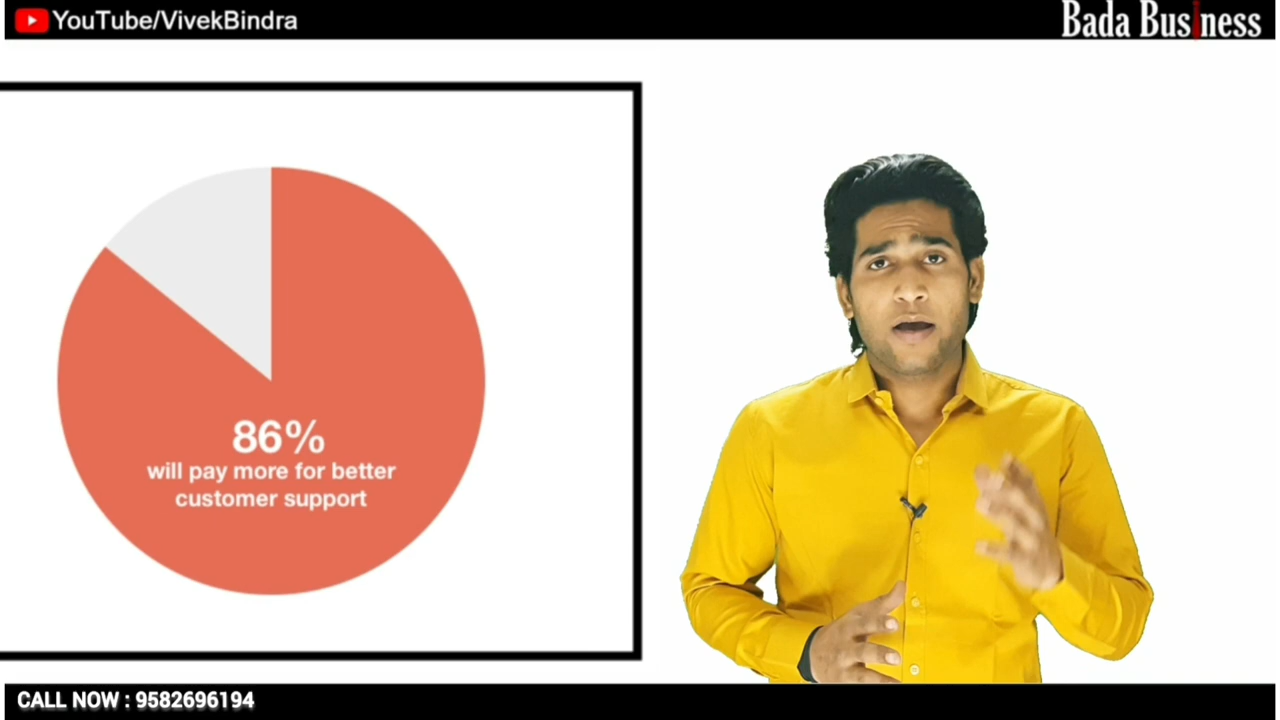 YouTube/VivekBindra
Bada Business
86%
will pay more for better
customer support
CALL NOW : 9582696194